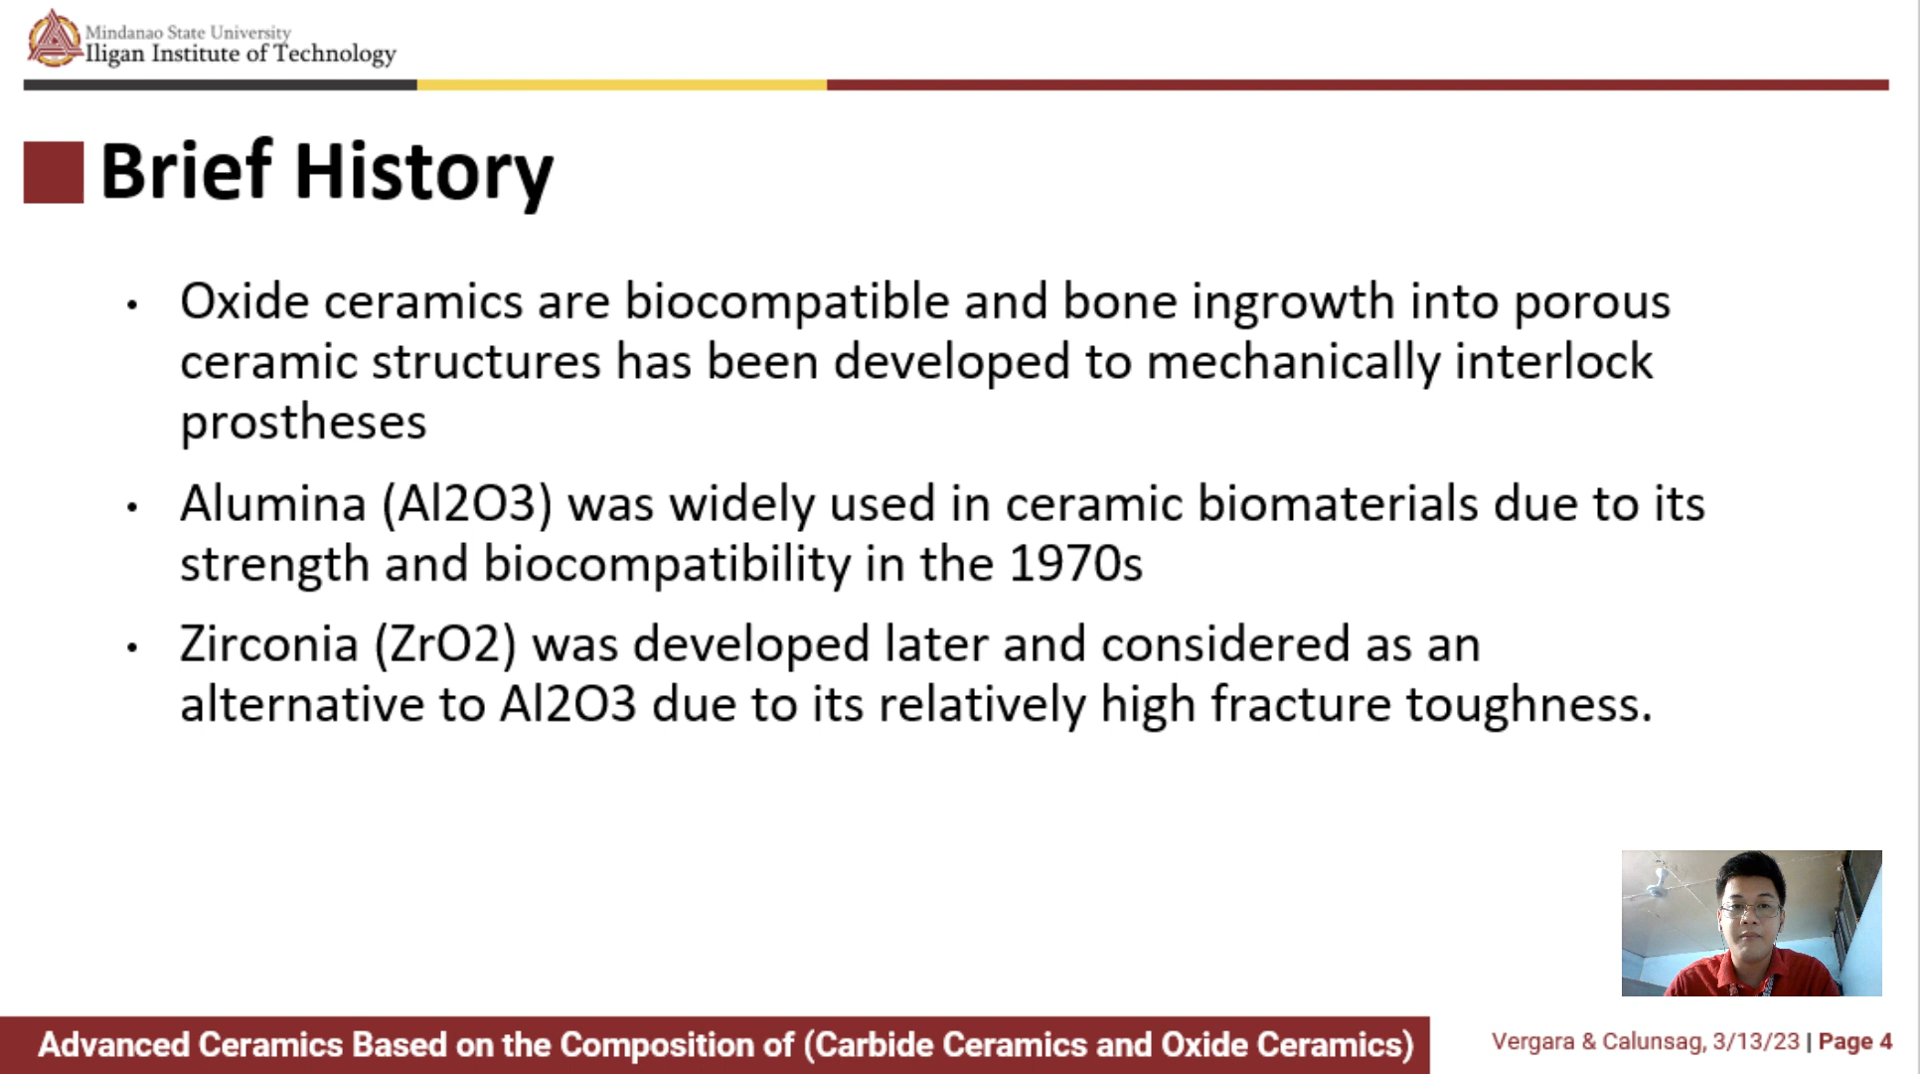 Mindanao State University
Iligan Institute of Technology
Brief History
• Oxide ceramics are biocompatible and bone ingrowth into porous
ceramic structures has been developed to mechanically interlock
prostheses
• Alumina (Al2O3) was widely used in ceramic biomaterials due to its
strength and biocompatibility in the 1970s
• Zirconia (ZrO2) was developed later and considered as an
alternative to Al2O3 due to its relatively high fracture toughness.
Advanced Ceramics Based on the Composition of (Carbide Ceramics and Oxide Ceramics)
Vergara & Calunsag, 3/13/23 | Page 4